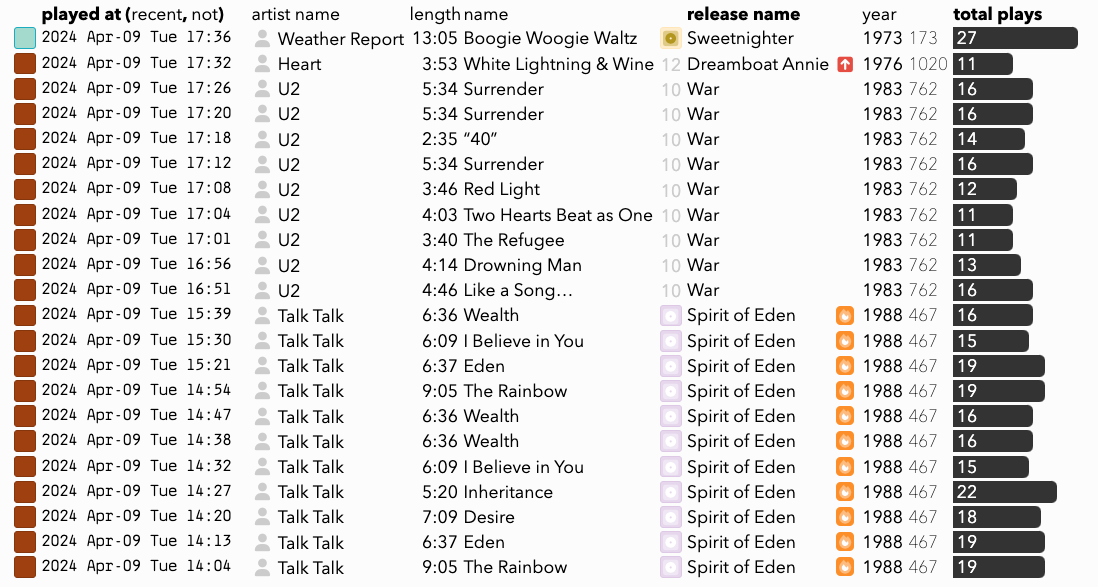 played at (recent, not) artist name length name release name year total plays
2024 Apr-09 Tue 17:36 Weather Report 13:05 Boogie Woogie Waltz Sweetnighter 1973 173 27
2024 Apr-09 Tue 17:32 Heart 3:53 White Lightning & Wine 12 Dreamboat Annie 1976 1020 11
2024 Apr-09 Tue 17:26 U2 5:34 Surrender 10 War 1983 762 16
2024 Apr-09 Tue 17:20 U2 5:34 Surrender 10 War 1983 762 16
2024 Apr-09 Tue 17:18 U2 2:35 “40” 10 War 1983 762 14
2024 Apr-09 Tue 17:12 U2 5:34 Surrender 10 War 1983 762 16
2024 Apr-09 Tue 17:08 U2 3:46 Red Light 10 War 1983 762 12
2024 Apr-09 Tue 17:04 U2 4:03 Two Hearts Beat as One 10 War 1983 762 11
2024 Apr-09 Tue 17:01 U2 3:40 The Refugee 10 War 1983 762 11
2024 Apr-09 Tue 16:56 U2 4:14 Drowning Man 10 War 1983 762 13
2024 Apr-09 Tue 16:51 U2 4:46 Like a Song… 10 War 1983 762 16
2024 Apr-09 Tue 15:39 Talk Talk 6:36 Wealth Spirit of Eden 1988 467 16
2024 Apr-09 Tue 15:30 Talk Talk 6:09 I Believe in You Spirit of Eden 1988 467 15
2024 Apr-09 Tue 15:21 Talk Talk 6:37 Eden Spirit of Eden 1988 467 19
2024 Apr-09 Tue 14:54 Talk Talk 9:05 The Rainbow Spirit of Eden 1988 467 19
2024 Apr-09 Tue 14:47 Talk Talk 6:36 Wealth Spirit of Eden 1988 467 16
2024 Apr-09 Tue 14:38 Talk Talk 6:36 Wealth Spirit of Eden 1988 467 16
2024 Apr-09 Tue 14:32 Talk Talk 6:09 I Believe in You Spirit of Eden 1988 467 15
2024 Apr-09 Tue 14:27 Talk Talk 5:20 Inheritance Spirit of Eden 1988 467 22
2024 Apr-09 Tue 14:20 Talk Talk 7:09 Desire Spirit of Eden 1988 467 18
2024 Apr-09 Tue 14:13 Talk Talk 6:37 Eden Spirit of Eden 1988 467 19
2024 Apr-09 Tue 14:04 Talk Talk 9:05 The Rainbow Spirit of Eden 1988 467 19